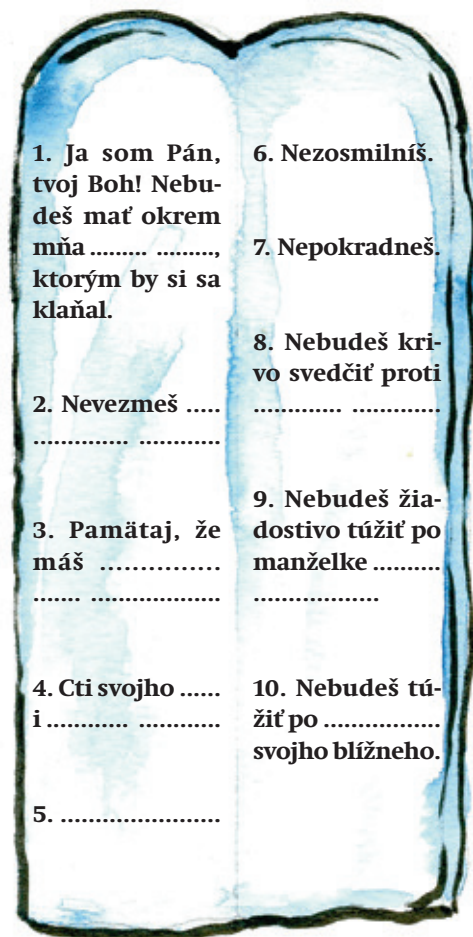 1. Ja som Pán,
tvoj Boh! Nebu-
deš mať okrem
mňa ......... .........,
ktorým by si sa
klaňal.
2. Nevezmeš .....
.............. ............
3. Pamätaj, že
máš ...............
....... ...................
4. Cti svojho ......
i ............ ............
5. .......................
6. Nezosmilníš.
7. Nepokradneš.
8. Nebudeš kri-
vo svedčiť proti
............. .............
9. Nebudeš žia-
dostivo túžiť po
manželke ..........
...................
10. Nebudeš tú-
žiť po .................
svojho blížneho.